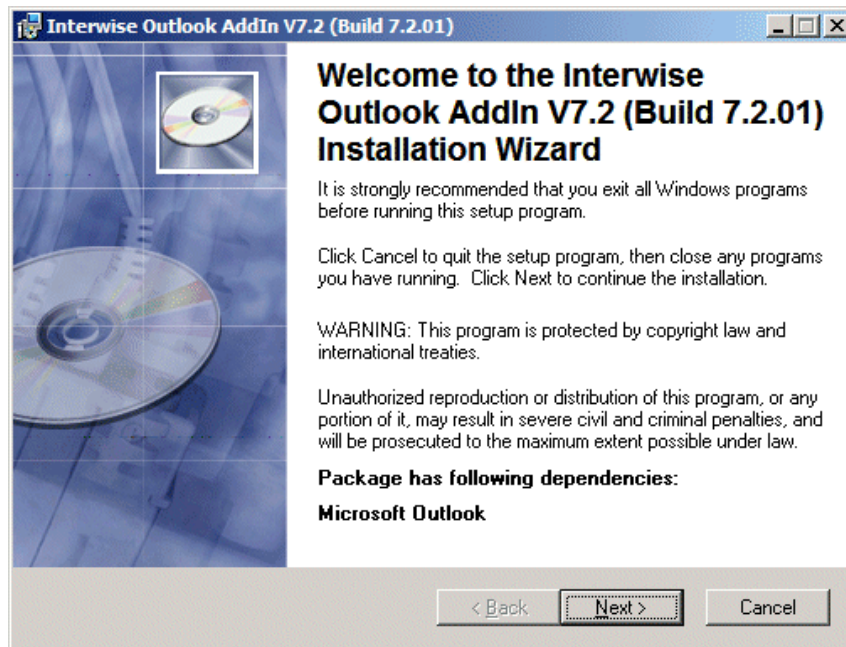 Interwise Outlook AddIn V7.2 (Build 7.2.01)
Welcome to the Interwise
Outlook AddIn V7.2 (Build 7.2.01)
Installation Wizard
It is strongly recommended that you exit all Windows programs
before running this setup program.
Click Cancel to quit the setup program, then close any programs
you have running.  Click Next to continue the installation.
WARNING: This program is protected by copyright law and
international treaties.
Unauthorized reproduction or distribution of this program, or any
portion of it, may result in severe civil and criminal penalties, and
will be prosecuted to the maximum extent possible under law.
Package has following dependencies:
Microsoft Outlook
< Back Next > Cancel